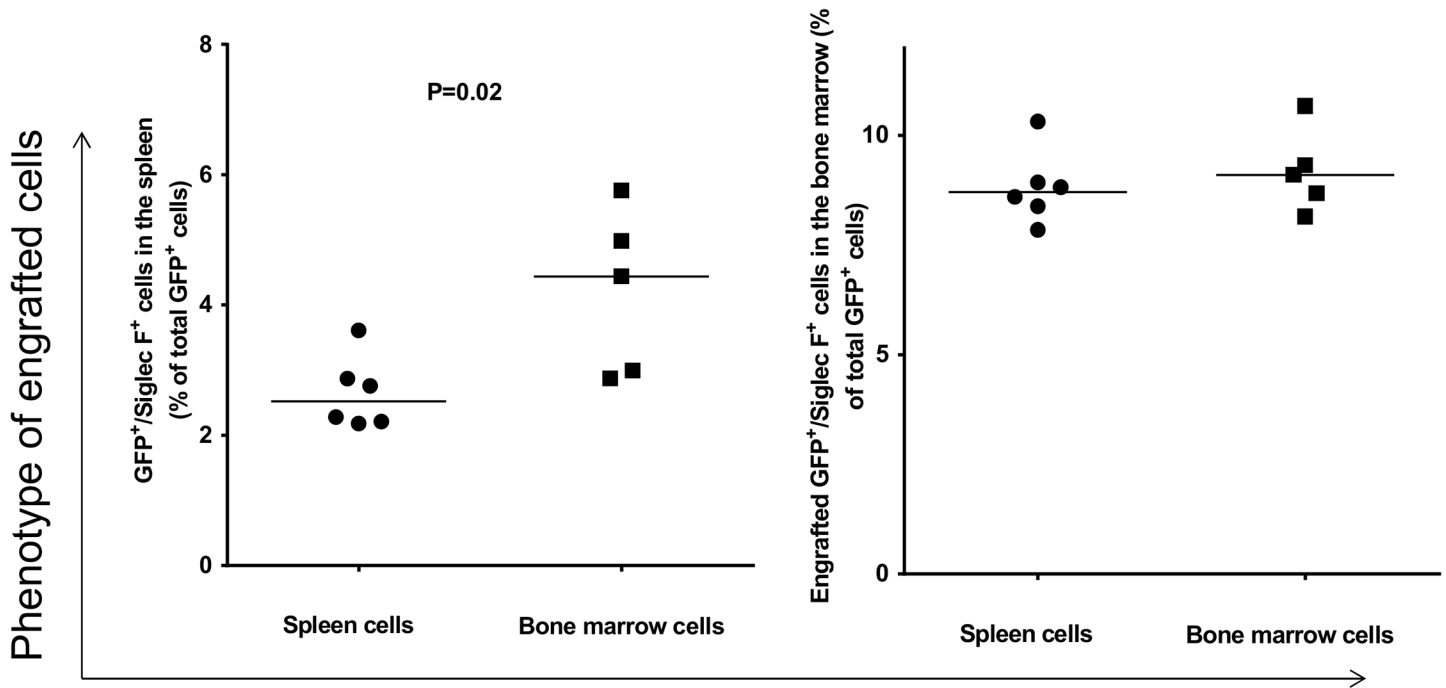 Phenotype of engrafted cells
GFP⁺/Siglec F⁺ cells in the spleen
(% of total GFP⁺ cells)
8
6
4
2
0
P=0.02
Spleen cells
Bone marrow cells
Engrafted GFP⁺/Siglec F⁺ cells in the bone marrow (%
of total GFP⁺ cells)
10
5
0
Spleen cells
Bone marrow cells